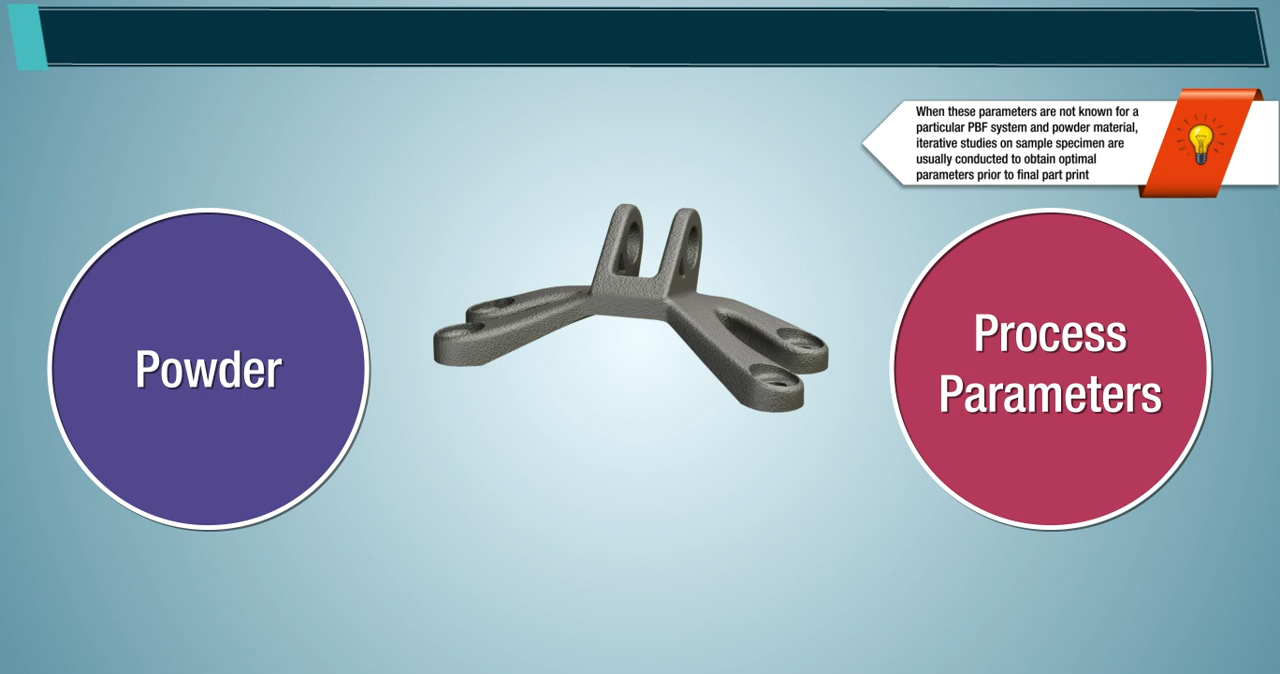 When these parameters are not known for a
particular PBF system and powder material,
iterative studies on sample specimen are
usually conducted to obtain optimal
parameters prior to final part print
Powder
Process
Parameters